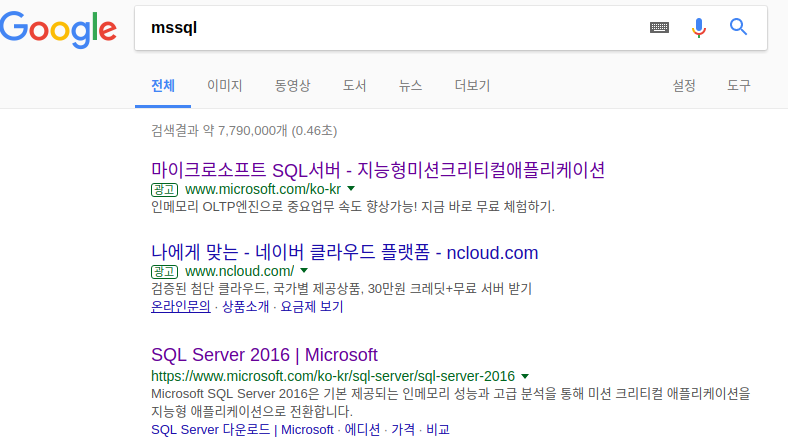 Google
mssql
전체 이미지 동영상 도서 뉴스 더보기 설정 도구
검색결과 약 7,790,000개 (0.46초)
마이크로소프트 SQL서버 - 지능형미션크리티컬애플리케이션
광고 www.microsoft.com/ko-kr
인메모리 OLTP엔진으로 중요업무 속도 향상가능! 지금 바로 무료 체험하기.
나에게 맞는 - 네이버 클라우드 플랫폼 - ncloud.com
광고 www.ncloud.com/
검증된 첨단 클라우드, 국가별 제공상품, 30만원 크레딧+무료 서버 받기
온라인문의 · 상품소개 · 요금제 보기
SQL Server 2016 | Microsoft
https://www.microsoft.com/ko-kr/sql-server/sql-server-2016
Microsoft SQL Server 2016은 기본 제공되는 인메모리 성능과 고급 분석을 통해 미션 크리티컬 애플리케이션을
지능형 애플리케이션으로 전환합니다.
SQL Server 다운로드 | Microsoft · 에디션 · 가격 · 비교